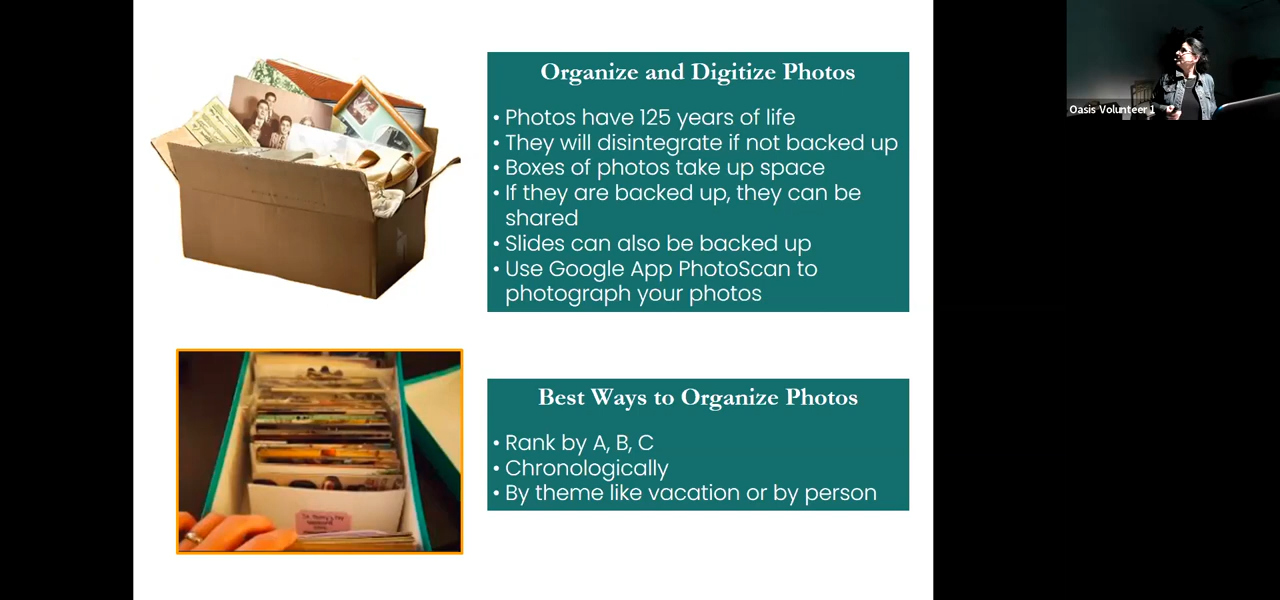 Organize and Digitize Photos
• Photos have 125 years of life
• They will disintegrate if not backed up
• Boxes of photos take up space
• If they are backed up, they can be
shared
• Slides can also be backed up
• Use Google App PhotoScan to
photograph your photos
Best Ways to Organize Photos
• Rank by A, B, C
• Chronologically
• By theme like vacation or by person
Oasis Volunteer 1